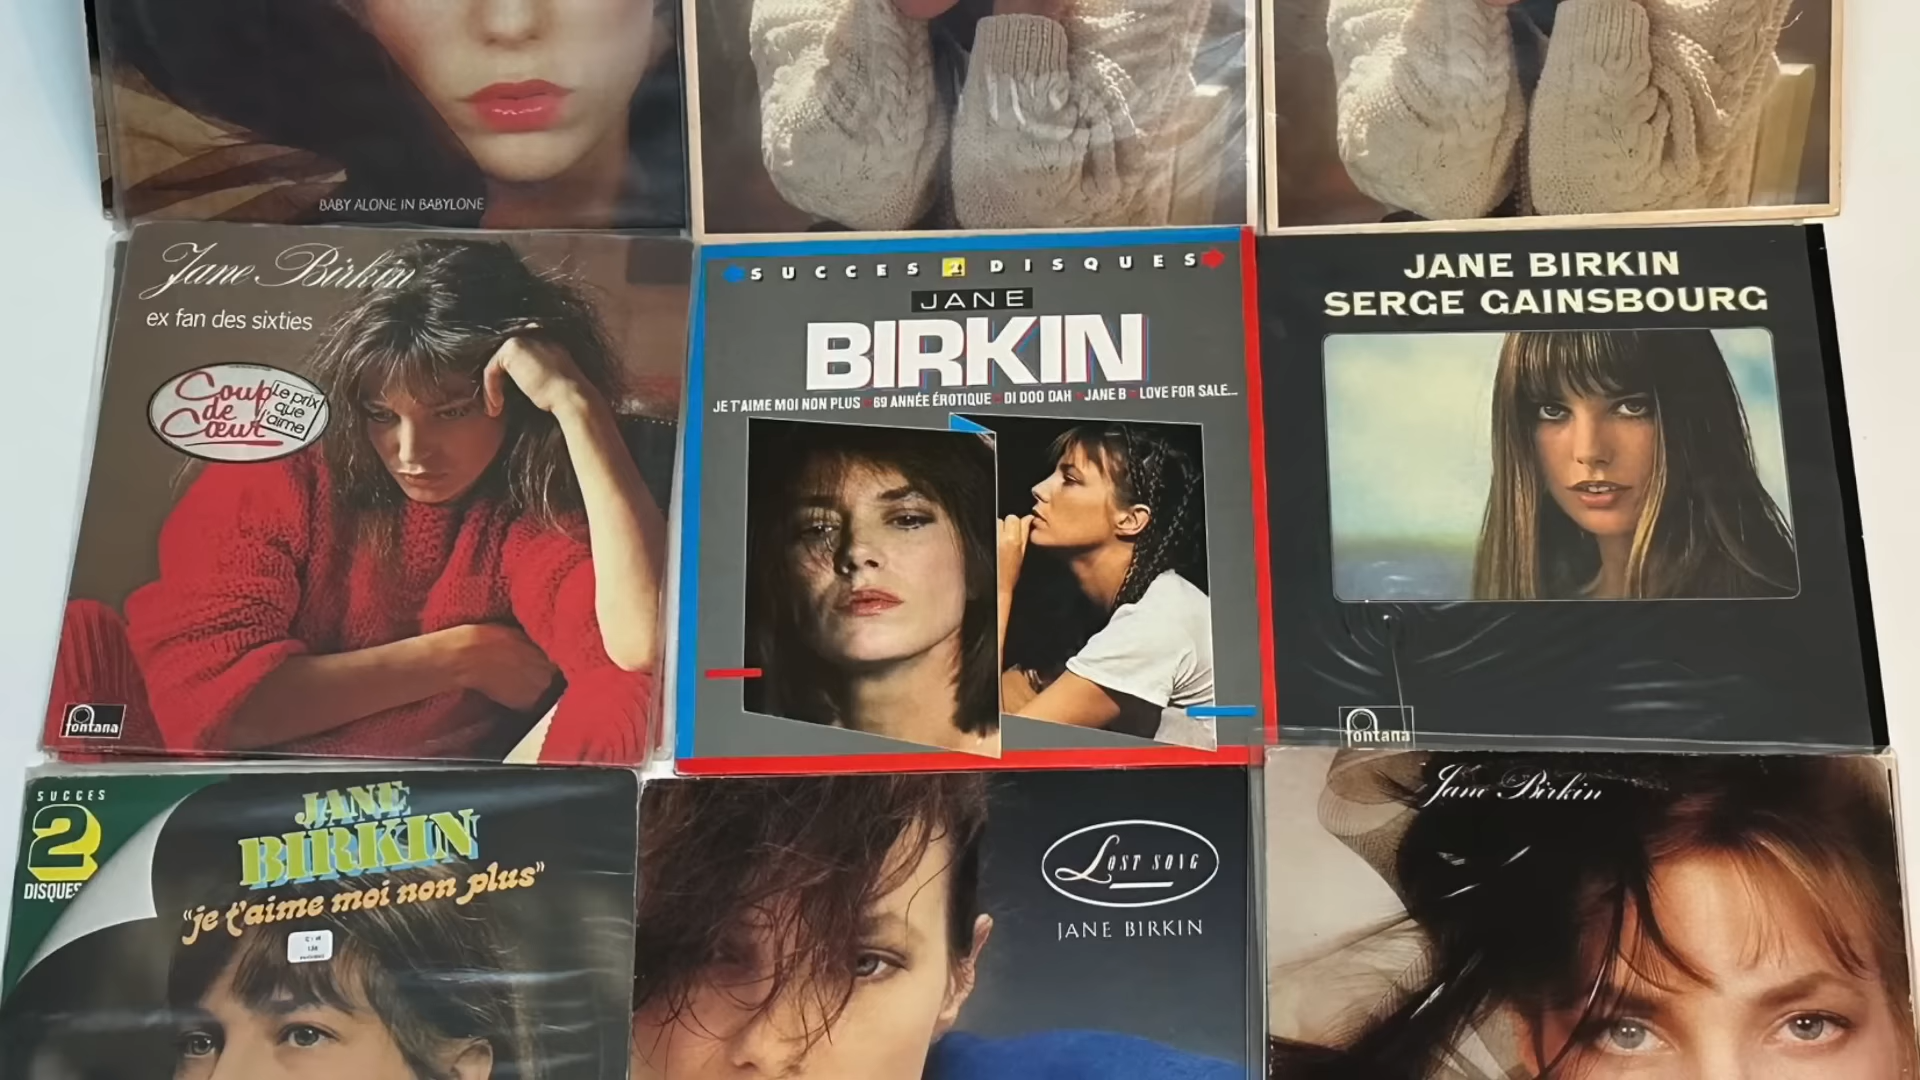 BABY ALONE IN BABYLONE
Jane Birkin
ex fan des sixties
Coup de Cœur
Le prix que j'aime
fontana
SUCCES 2 DISQUES
JANE
BIRKIN
JE T'AIME MOI NON PLUS - 69 ANNÉE ÉROTIQUE - DI DOO DAH - JANE B - LOVE FOR SALE...
JANE BIRKIN
SERGE GAINSBOURG
fontana
SUCCES
2
DISQUES
JANE
BIRKIN
"je t'aime moi non plus"
LOST SONG
JANE BIRKIN
Jane Birkin